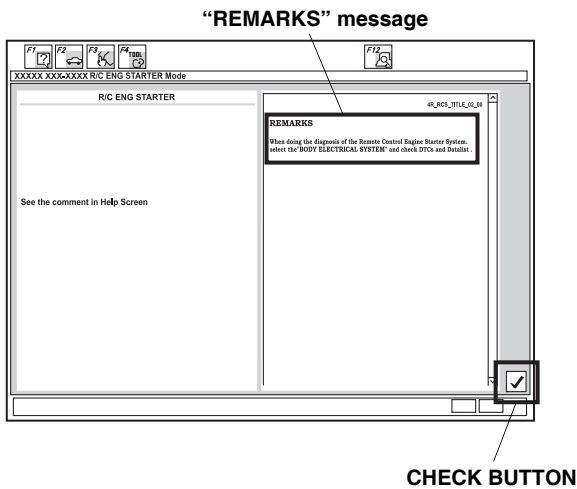 “REMARKS” message
F1 F2 F3 F4 TOOL F12
XXXXX XXX-XXXX R/C ENG STARTER Mode
R/C ENG STARTER
4R_RCS_TITLE_02_00
REMARKS
When doing the diagnosis of the Remote Control Engine Starter System.
select the"BODY ELECTRICAL SYSTEM" and check DTCs and Datalist .
See the comment in Help Screen
CHECK BUTTON